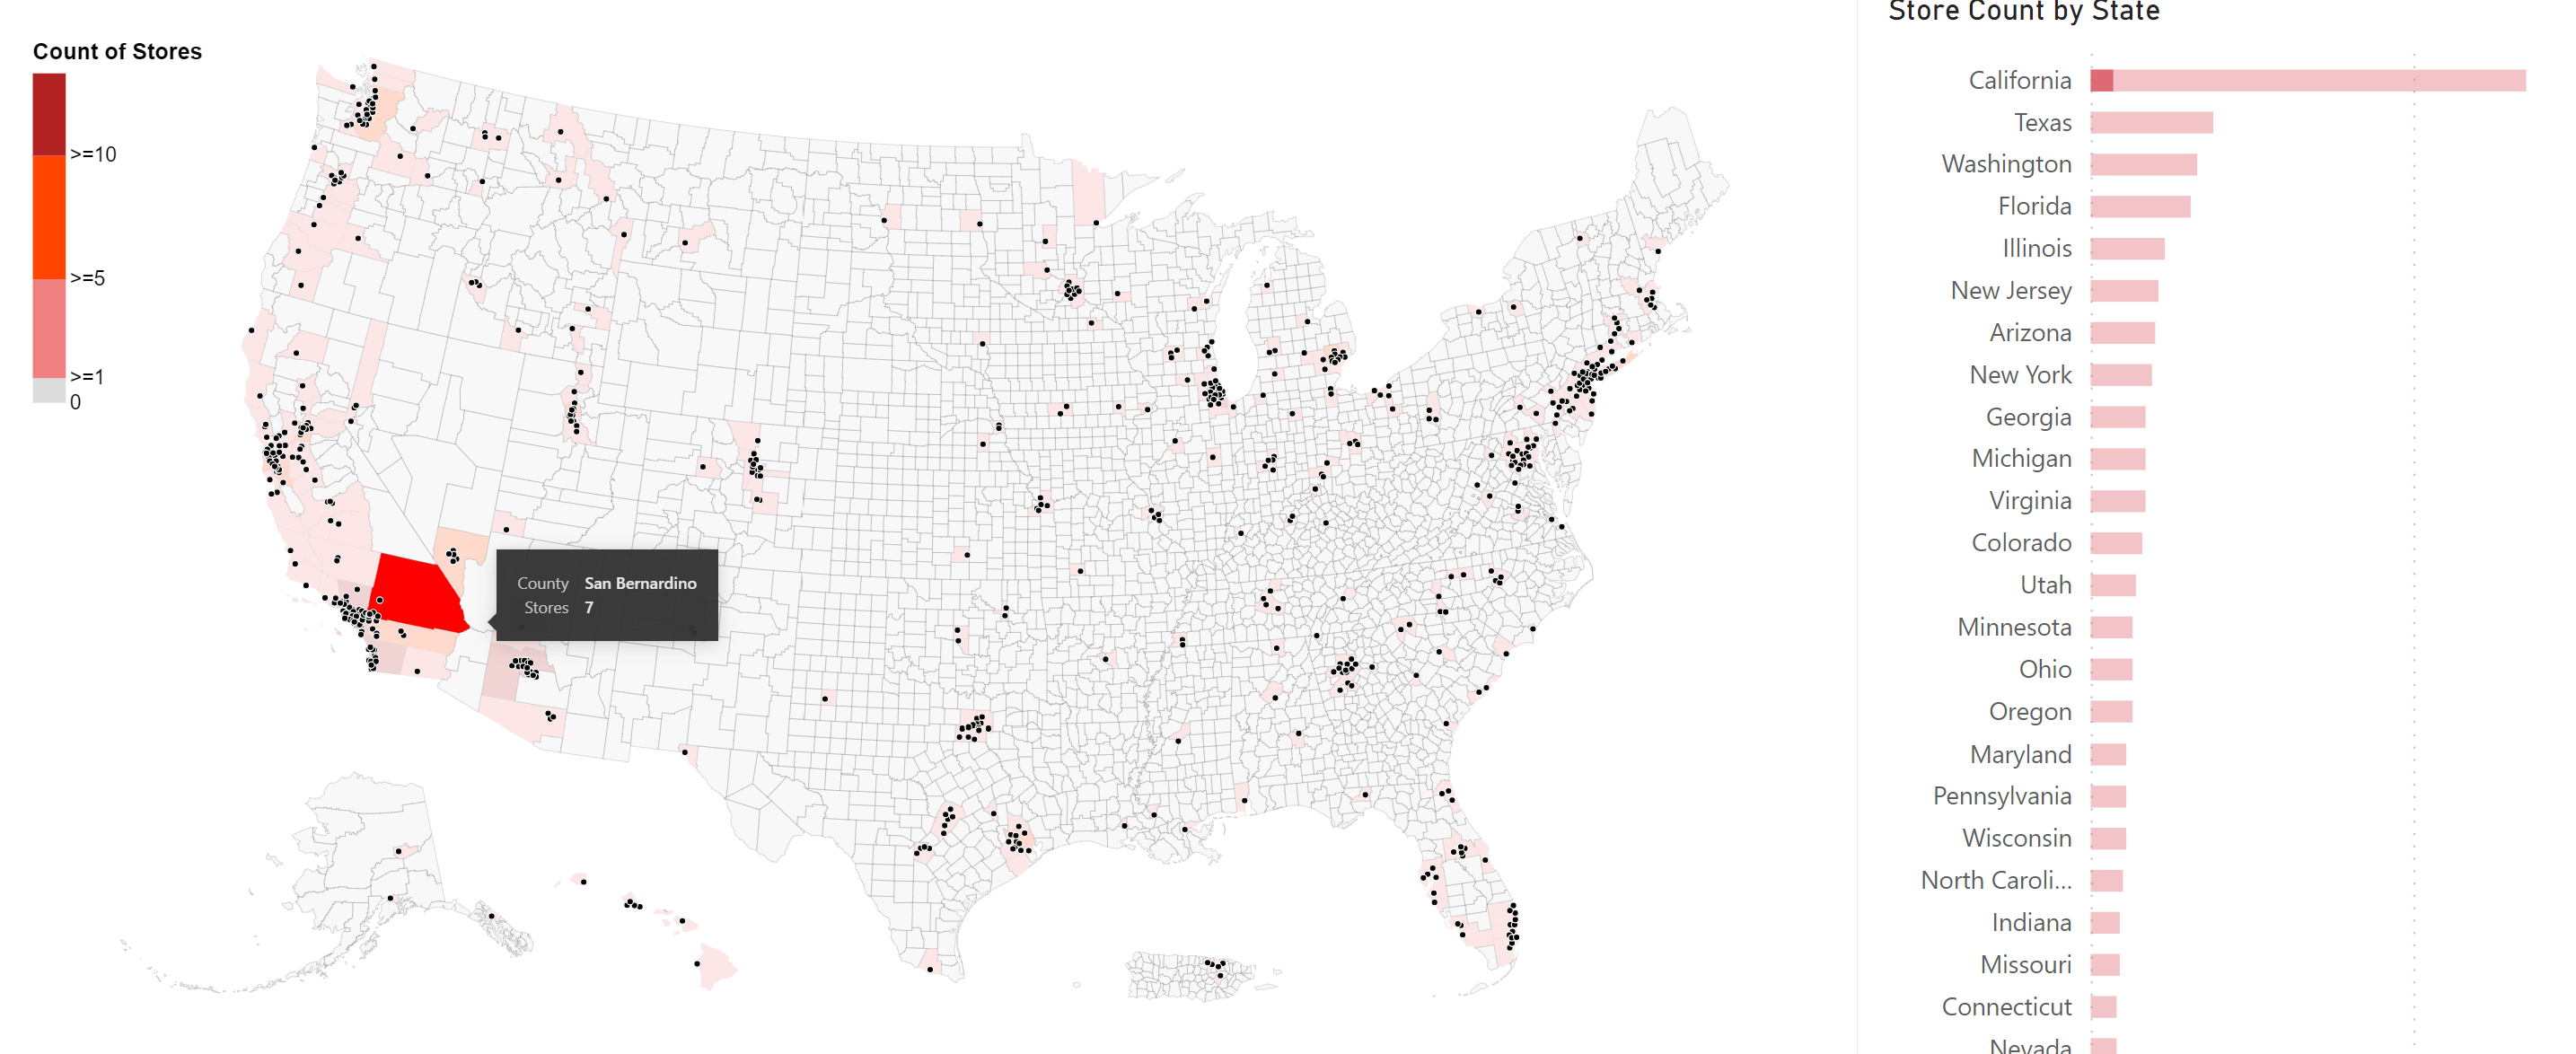 Count of Stores
>=10
>=5
>=1
0
County San Bernardino
Stores 7
Store Count by State
California
Texas
Washington
Florida
Illinois
New Jersey
Arizona
New York
Georgia
Michigan
Virginia
Colorado
Utah
Minnesota
Ohio
Oregon
Maryland
Pennsylvania
Wisconsin
North Caroli...
Indiana
Missouri
Connecticut
Nevada